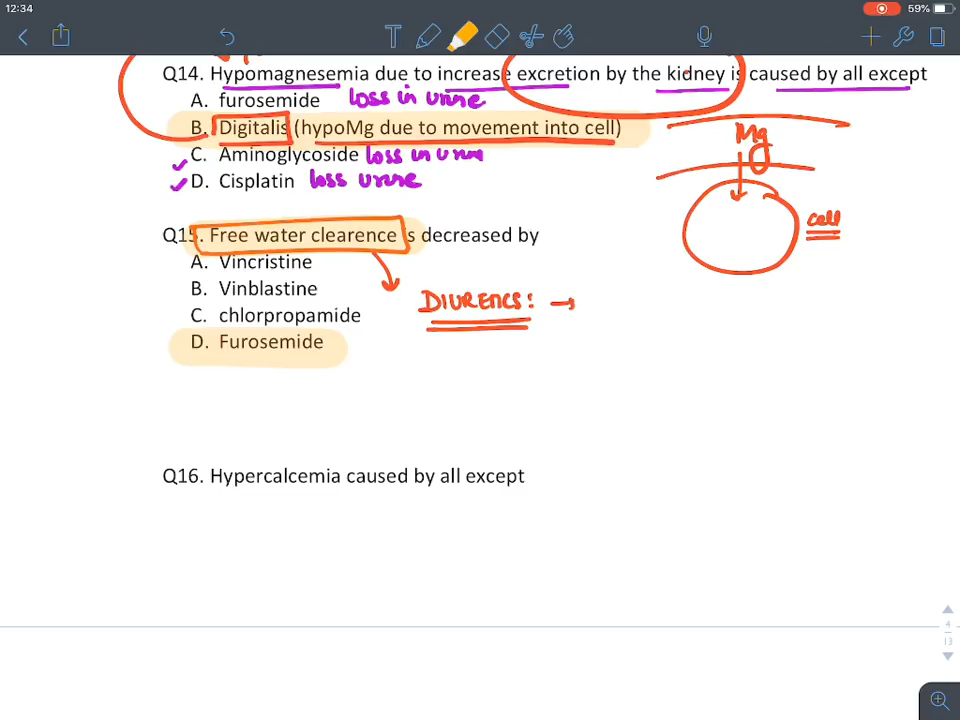 12:34
59%
T
Q14. Hypomagnesemia due to increase excretion by the kidney is caused by all except
A. furosemide loss in urine
B. Digitalis (hypoMg due to movement into cell)
Mg
C. Aminoglycoside loss in urine
D. Cisplatin loss urine
cell
Q15. Free water clearence is decreased by
A. Vincristine
B. Vinblastine
DIURETICS: →
C. chlorpropamide
D. Furosemide
Q16. Hypercalcemia caused by all except
4
13